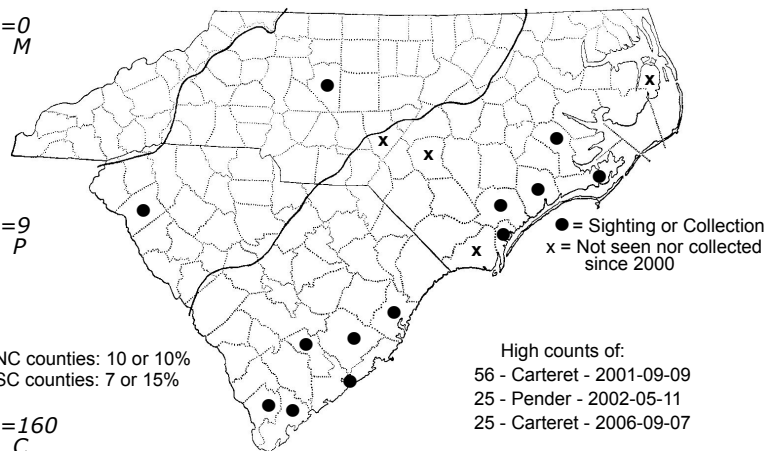 =0
M
=9
P
● = Sighting or Collection
x = Not seen nor collected
since 2000
NC counties: 10 or 10%
SC counties: 7 or 15%
High counts of:
56 - Carteret - 2001-09-09
25 - Pender - 2002-05-11
25 - Carteret - 2006-09-07
=160
C
x
x
x
x